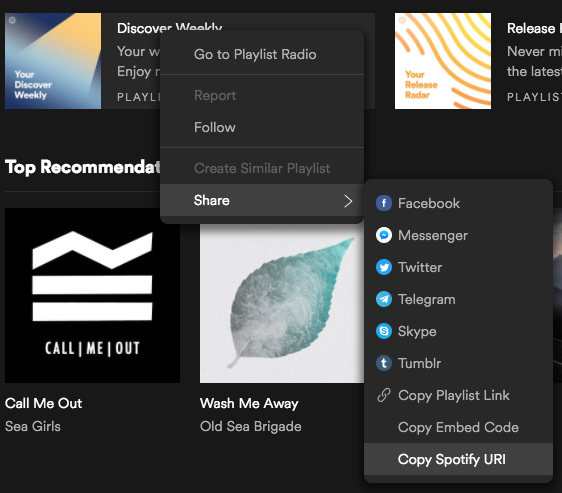 Discover Weekly
Your w
Enjoy n
PLAYLI
Your
Discover
Weekly
Release
Never mi
the latest
PLAYLIST
Your
Release
Radar
Go to Playlist Radio
Report
Follow
Create Similar Playlist
Share
Top Recommendat
Facebook
Messenger
Twitter
Telegram
Skype
Tumblr
Copy Playlist Link
Copy Embed Code
Copy Spotify URI
CALL|ME|OUT
Call Me Out
Sea Girls
Wash Me Away
Old Sea Brigade